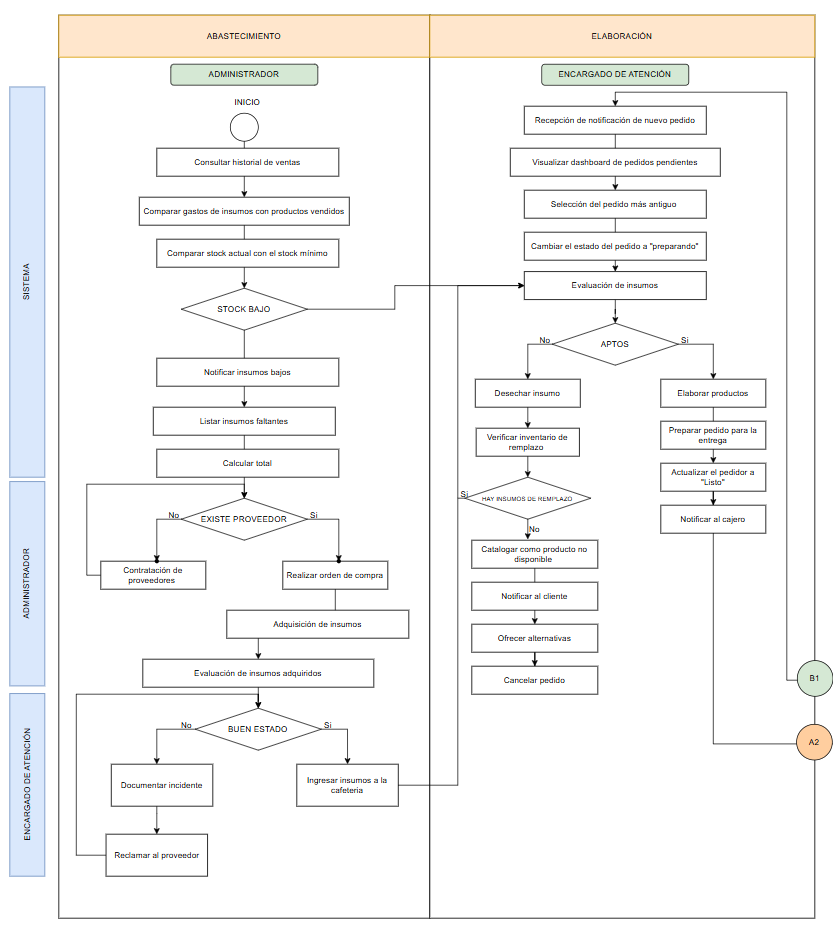 ABASTECIMIENTO
ELABORACIÓN
ADMINISTRADOR
ENCARGADO DE ATENCIÓN
SISTEMA
ADMINISTRADOR
ENCARGADO DE ATENCIÓN
INICIO
Consultar historial de ventas
Comparar gastos de insumos con productos vendidos
Comparar stock actual con el stock mínimo
STOCK BAJO
Notificar insumos bajos
Listar insumos faltantes
Calcular total
EXISTE PROVEEDOR
No
Si
Contratación de
proveedores
Realizar orden de compra
Adquisición de insumos
Evaluación de insumos adquiridos
BUEN ESTADO
No
Si
Documentar incidente
Ingresar insumos a la
cafetería
Reclamar al proveedor
Recepción de notificación de nuevo pedido
Visualizar dashboard de pedidos pendientes
Selección del pedido más antiguo
Cambiar el estado del pedido a "preparando"
Evaluación de insumos
APTOS
No
Si
Desechar insumo
Verificar inventario de
remplazo
HAY INSUMOS DE REMPLAZO
Si
No
Catalogar como producto no
disponible
Notificar al cliente
Ofrecer alternativas
Cancelar pedido
Elaborar productos
Preparar pedido para la
entrega
Actualizar el pedidor a
"Listo"
Notificar al cajero
B1
A2